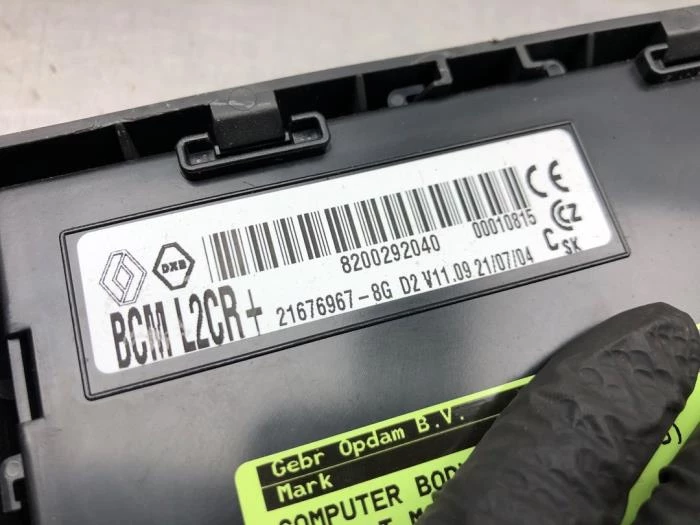 8200292040
00010815
BCM L2CR+
21676967-8G D2 V11.09 21/07/04
CE
C SK
Gebr Opdam B.V.
Mark
COMPUTER BOD